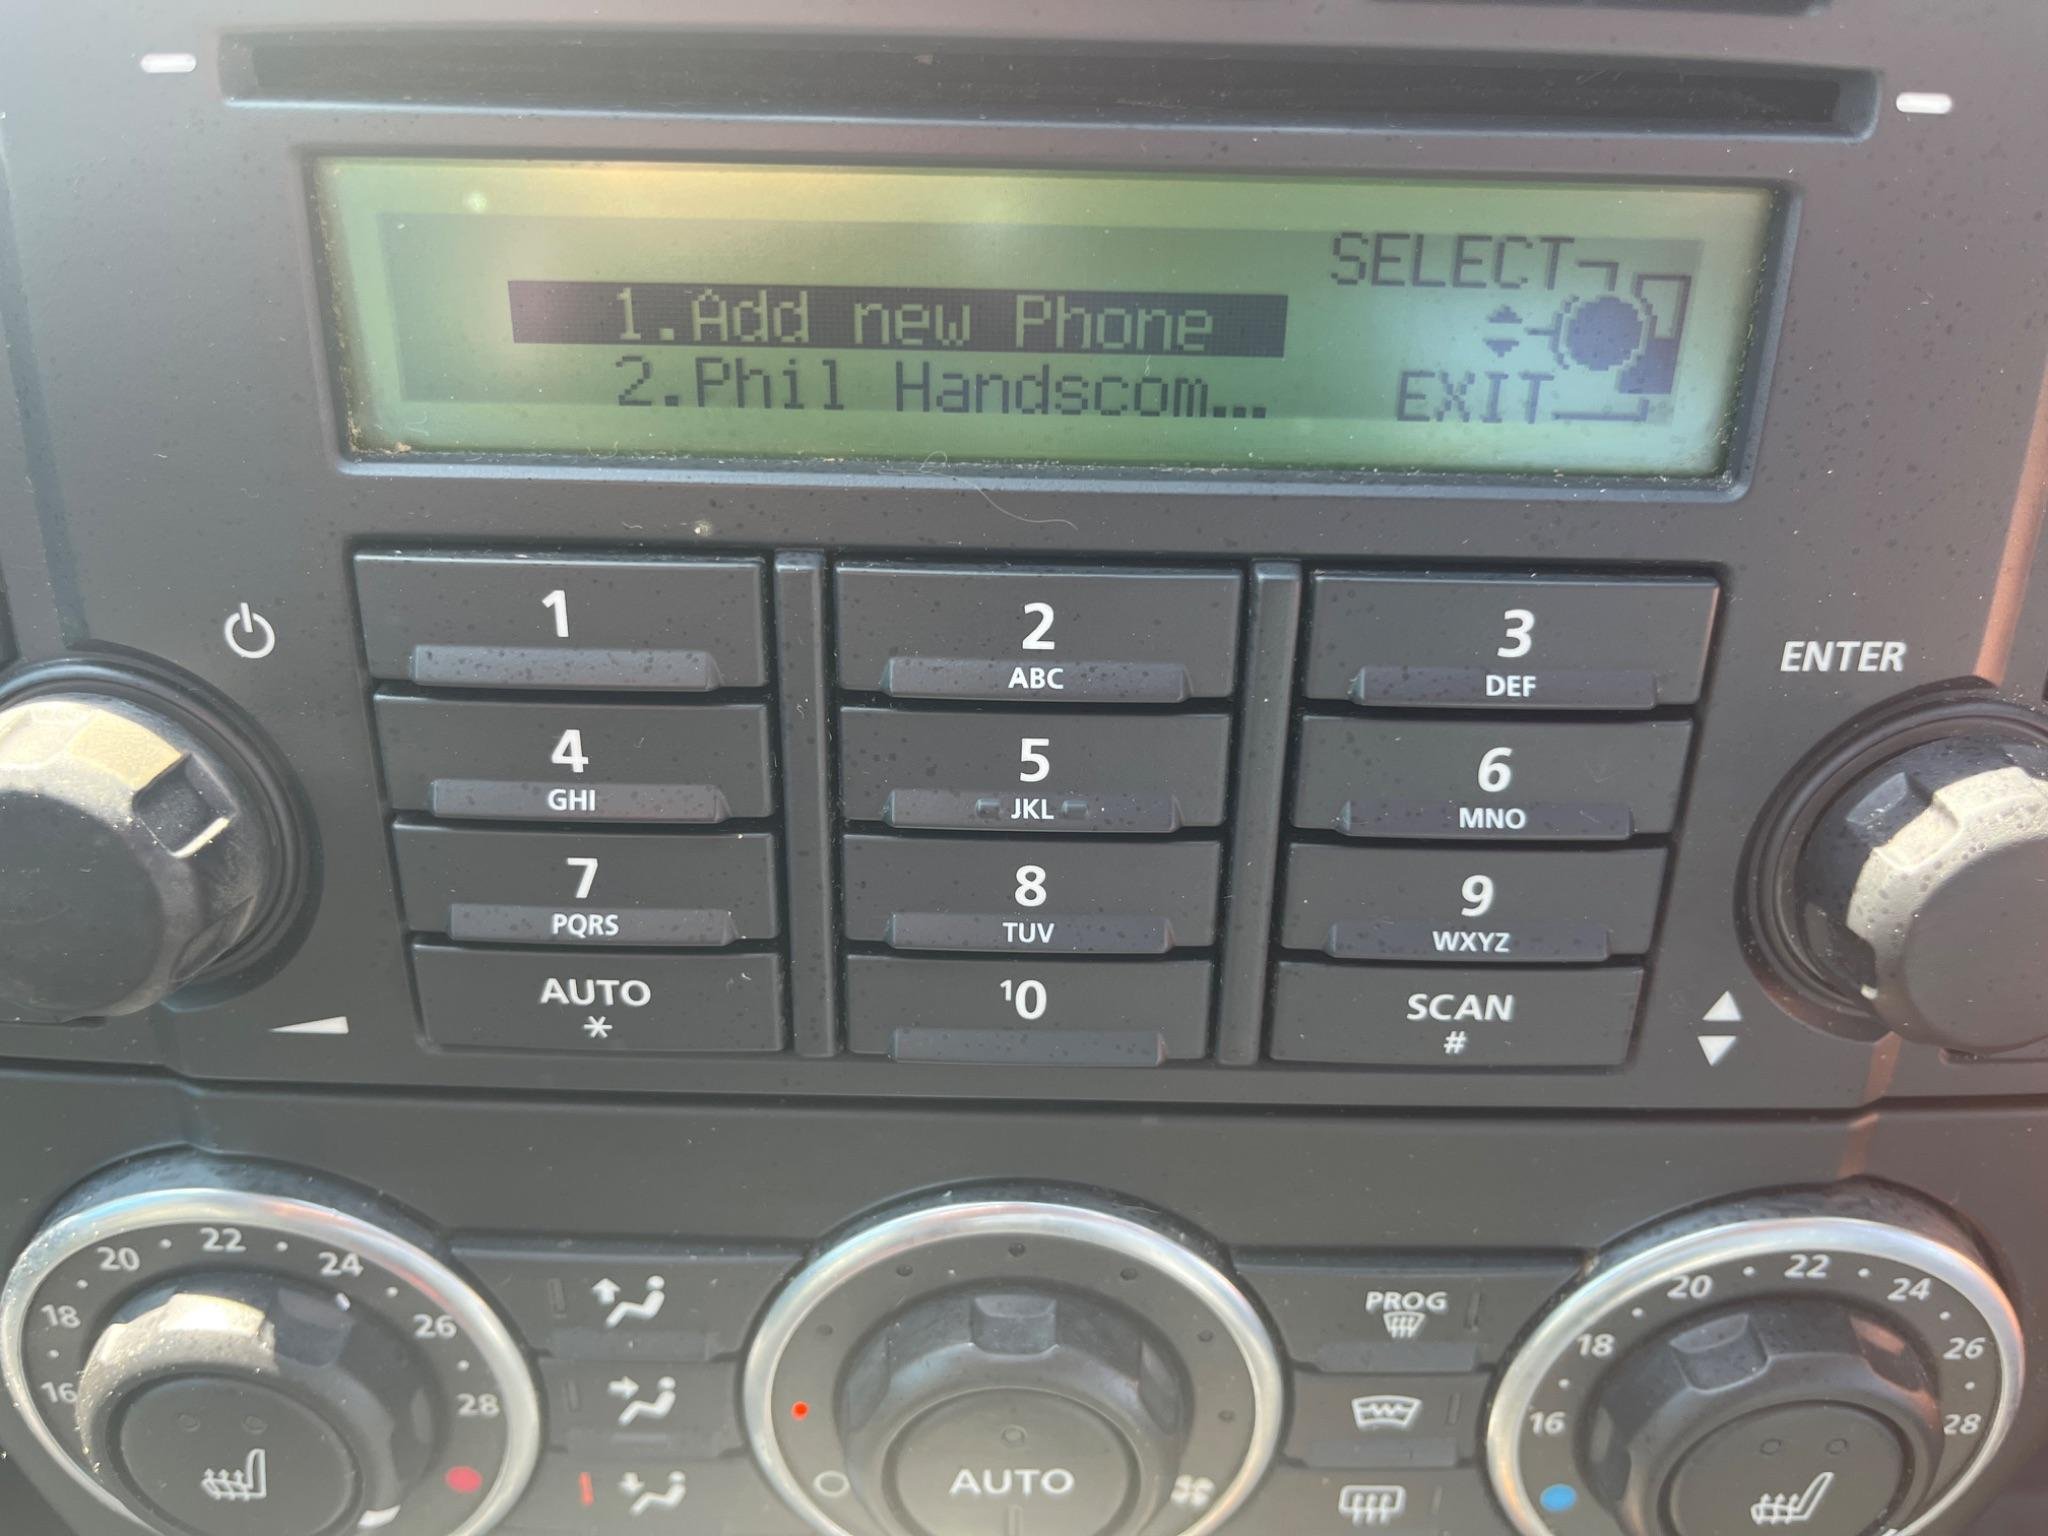 SELECT
1.Add new Phone
2.Phil Handscom...
EXIT
1
2
ABC
3
DEF
ENTER
4
GHI
5
JKL
6
MNO
7
PQRS
8
TUV
9
WXYZ
AUTO
*
10
SCAN
#
16 18 20 22 24 26 28
AUTO
PROG
16 18 20 22 24 26 28